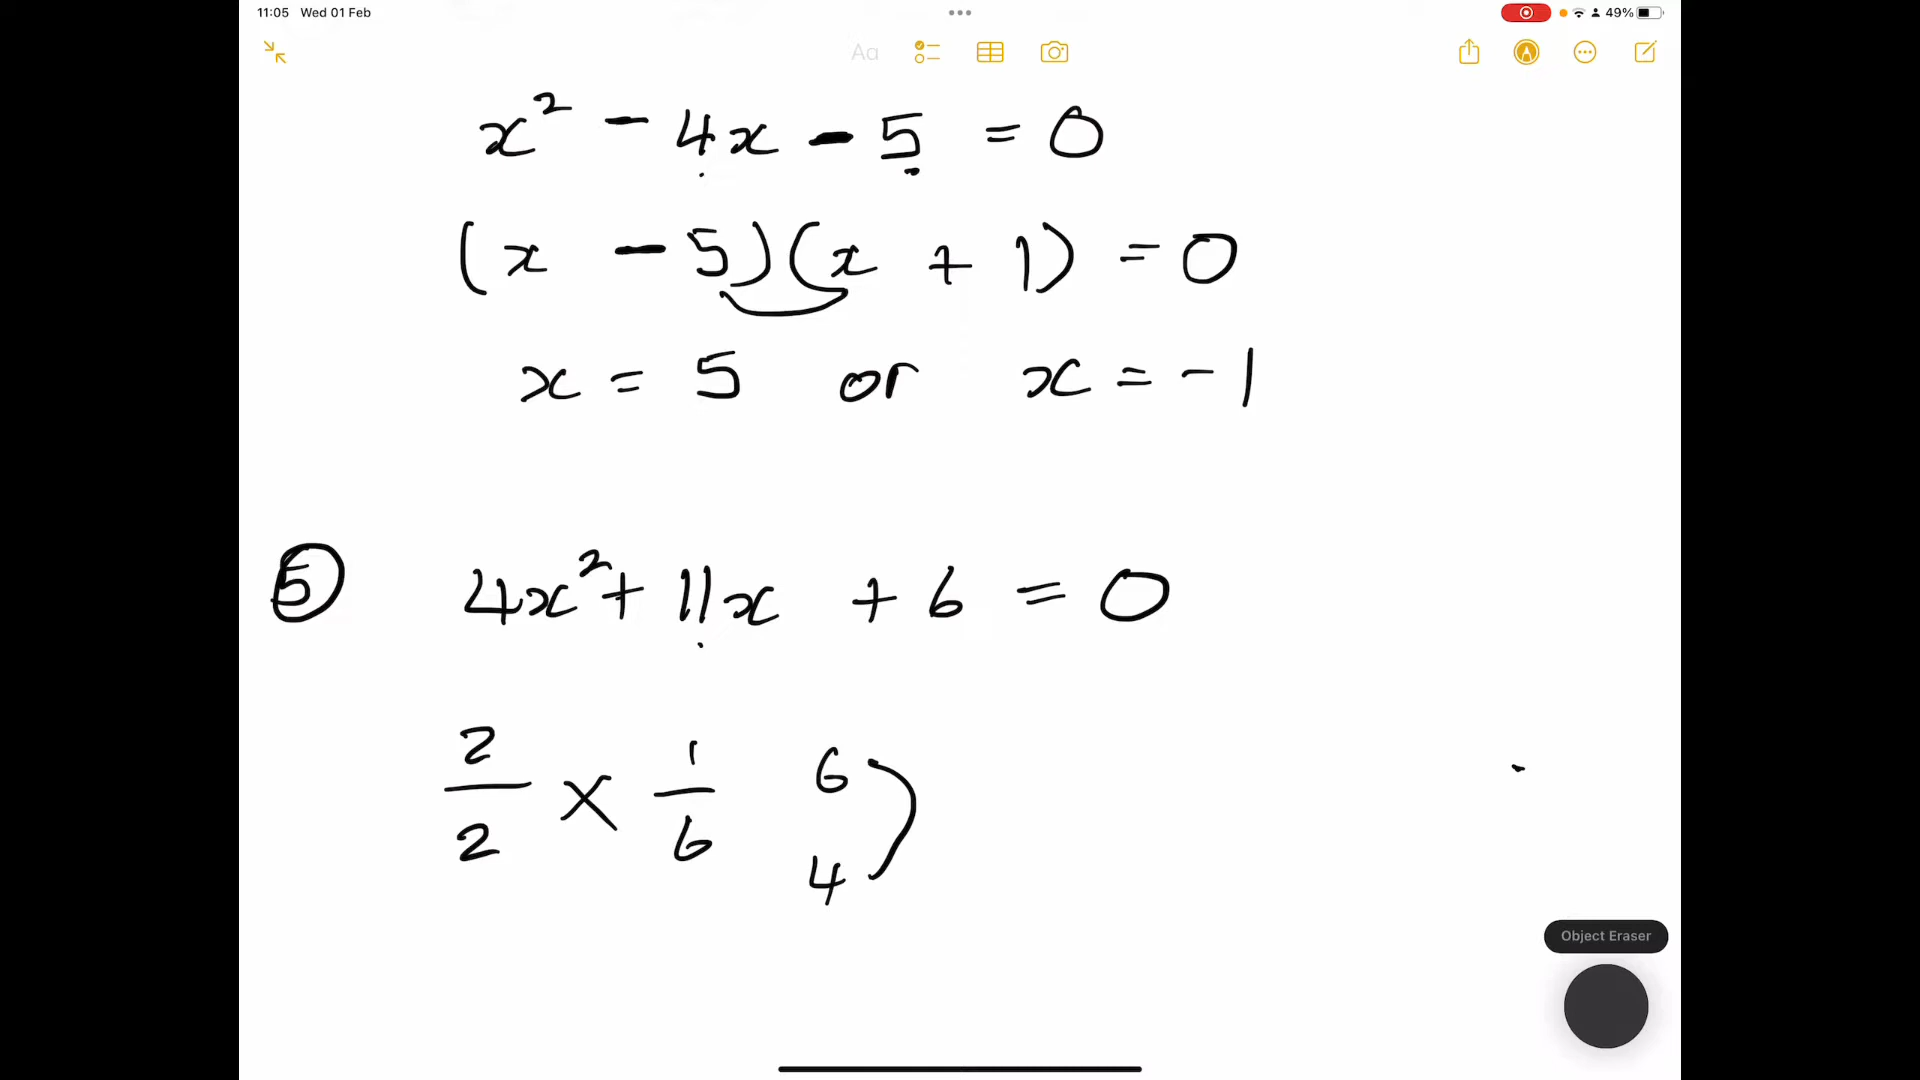 11:05 Wed 01 Feb
49%
Aa
x² - 4x - 5 = 0
(x - 5)(x + 1) = 0
x = 5 or x = -1
5 4x² + 11x + 6 = 0
2 1 6
×
2 6 4
Object Eraser